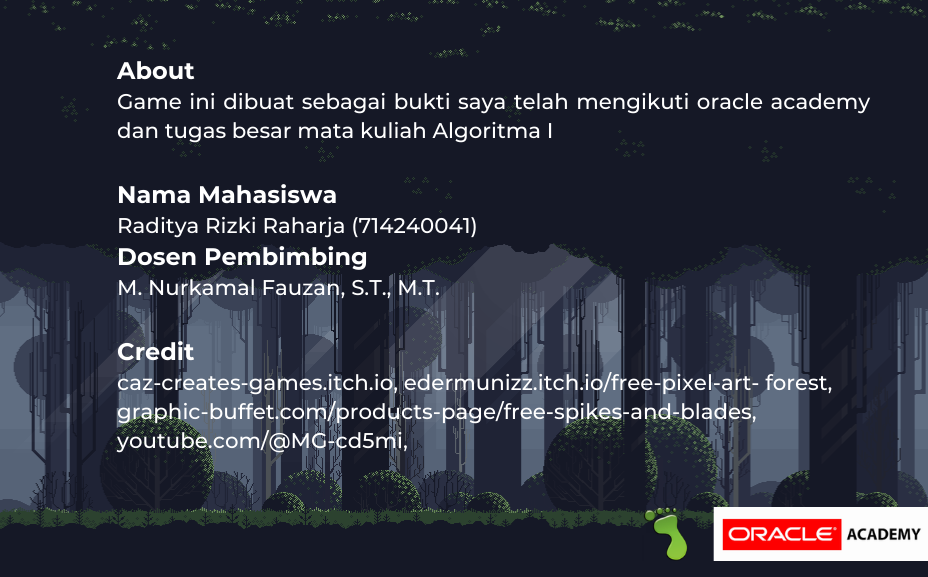 About
Game ini dibuat sebagai bukti saya telah mengikuti oracle academy
dan tugas besar mata kuliah Algoritma I
Nama Mahasiswa
Raditya Rizki Raharja (714240041)
Dosen Pembimbing
M. Nurkamal Fauzan, S.T., M.T.
Credit
caz-creates-games.itch.io, edermunizz.itch.io/free-pixel-art- forest,
graphic-buffet.com/products-page/free-spikes-and-blades,
youtube.com/@MG-cd5mi,
ORACLE ACADEMY